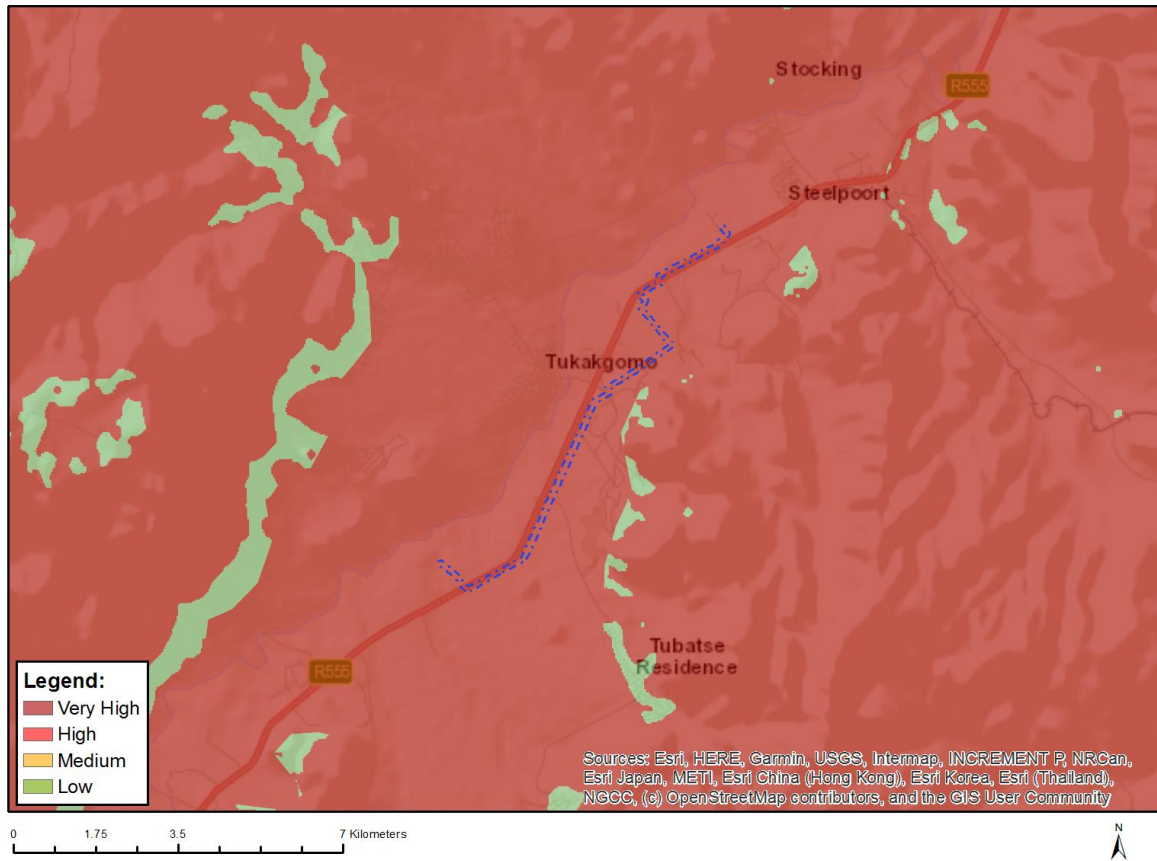 Stocking
R555
Steelpoort
Tukakgomo
Tubatse
Residence
R555
Legend:
Very High
High
Medium
Low
Sources: Esri, HERE, Garmin, USGS, Intermap, INCREMENT P, NRCan,
Esri Japan, METI, Esri China (Hong Kong), Esri Korea, Esri (Thailand),
NGCC, (c) OpenStreetMap contributors, and the GIS User Community
0 1.75 3.5 7 Kilometers
N